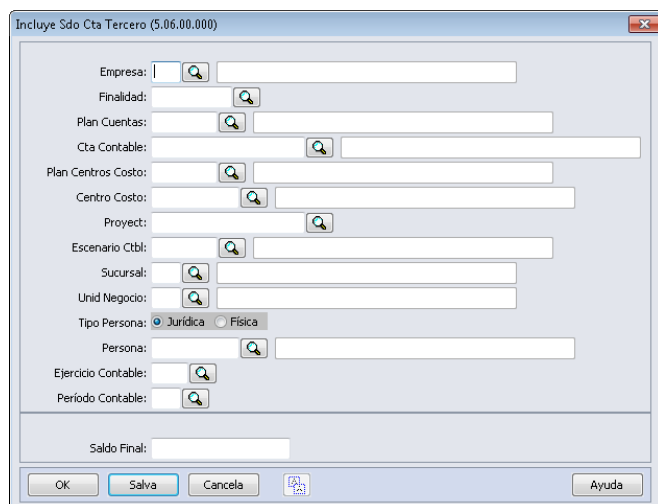 Incluye Sdo Cta Tercero (5.06.00.000)
Empresa:
Finalidad:
Plan Cuentas:
Cta Contable:
Plan Centros Costo:
Centro Costo:
Proyect:
Escenario Ctbl:
Sucursal:
Unid Negocio:
Tipo Persona: Jurídica Física
Persona:
Ejercicio Contable:
Período Contable:
Saldo Final:
OK Salva Cancela Ayuda